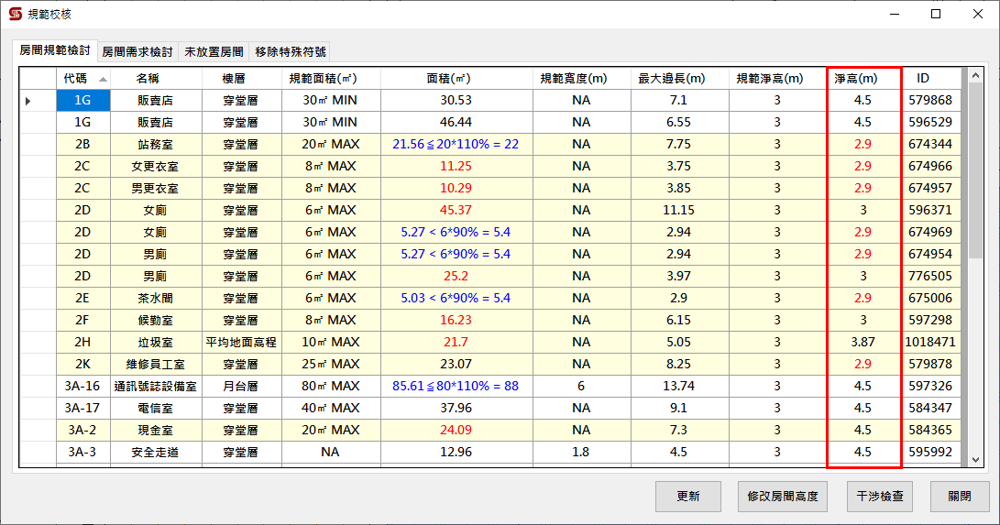 規範校核
房間規範檢討 房間需求檢討 未放置房間 移除特殊符號
代碼 名稱 樓層 規範面積(㎡) 面積(㎡) 規範寬度(m) 最大邊長(m) 規範淨高(m) 淨高(m) ID
1G 販賣店 穿堂層 30㎡ MIN 30.53 NA 7.1 3 4.5 579868
1G 販賣店 穿堂層 30㎡ MIN 46.44 NA 6.55 3 4.5 596529
2B 站務室 穿堂層 20㎡ MAX 21.56≦20*110% = 22 NA 7.75 3 2.9 674344
2C 女更衣室 穿堂層 8㎡ MAX 11.25 NA 3.75 3 2.9 674966
2C 男更衣室 穿堂層 8㎡ MAX 10.29 NA 3.85 3 2.9 674957
2D 女廁 穿堂層 6㎡ MAX 45.37 NA 11.15 3 3 596371
2D 女廁 穿堂層 6㎡ MAX 5.27 < 6*90% = 5.4 NA 2.94 3 2.9 674969
2D 男廁 穿堂層 6㎡ MAX 5.27 < 6*90% = 5.4 NA 2.94 3 2.9 674954
2D 男廁 穿堂層 6㎡ MAX 25.2 NA 3.97 3 3 776505
2E 茶水間 穿堂層 6㎡ MAX 5.03 < 6*90% = 5.4 NA 2.9 3 2.9 675006
2F 候勤室 穿堂層 8㎡ MAX 16.23 NA 6.15 3 3 597298
2H 垃圾室 平均地面高程 10㎡ MAX 21.7 NA 5.05 3 3.87 1018471
2K 維修員工室 穿堂層 25㎡ MAX 23.07 NA 8.25 3 2.9 579878
3A-16 通訊號誌設備室 月台層 80㎡ MAX 85.61≦80*110% = 88 6 13.74 3 4.5 597326
3A-17 電信室 穿堂層 40㎡ MAX 37.96 NA 9.1 3 4.5 584347
3A-2 現金室 穿堂層 20㎡ MAX 24.09 NA 7.3 3 4.5 584365
3A-3 安全走道 穿堂層 NA 12.96 1.8 4.5 3 4.5 595992
更新 修改房間高度 干涉檢查 關閉